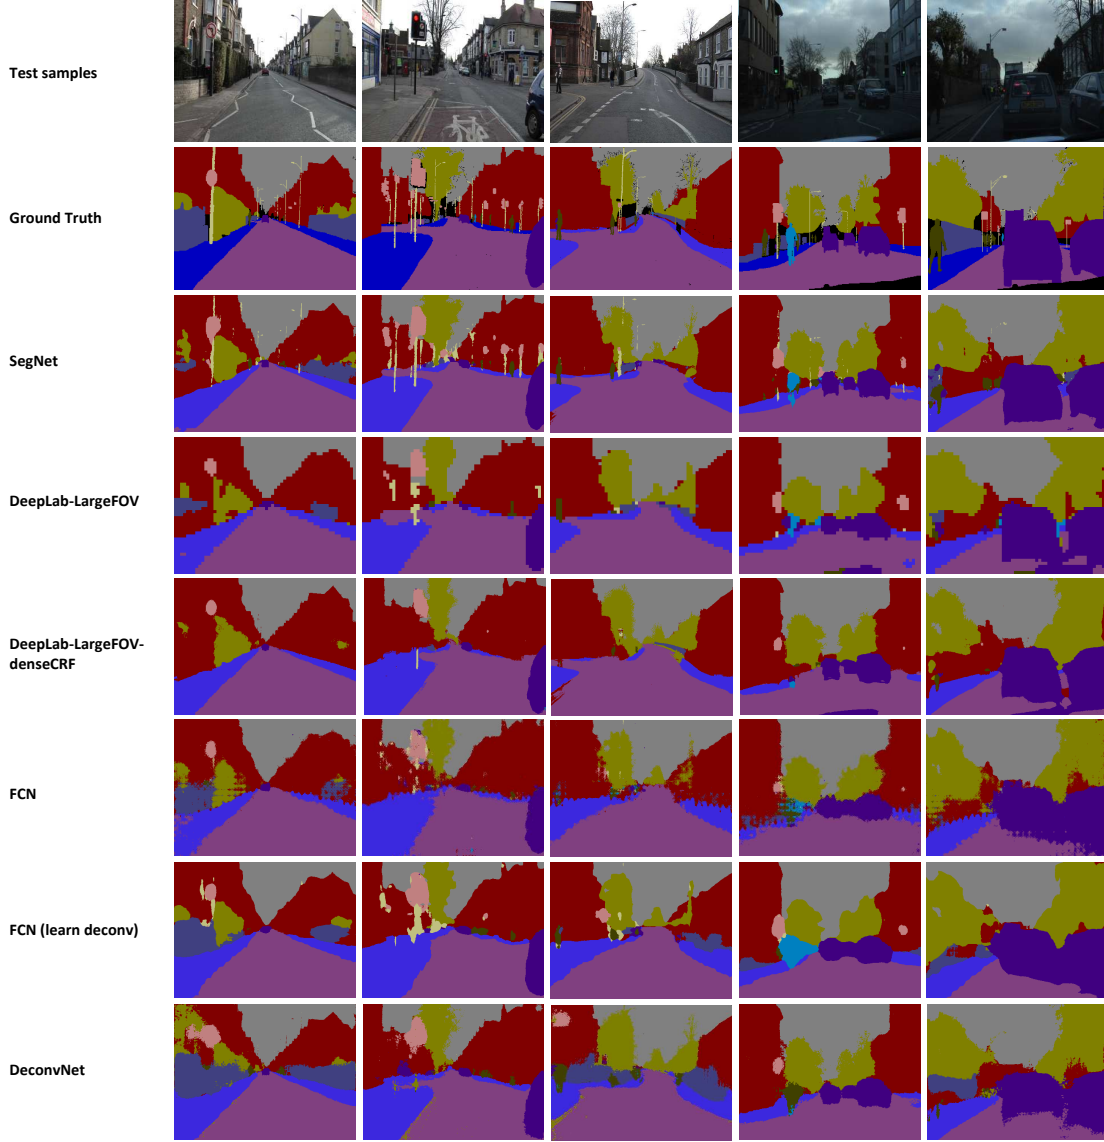 Test samples
Ground Truth
SegNet
DeepLab-LargeFOV
DeepLab-LargeFOV-
denseCRF
FCN
FCN (learn deconv)
DeconvNet